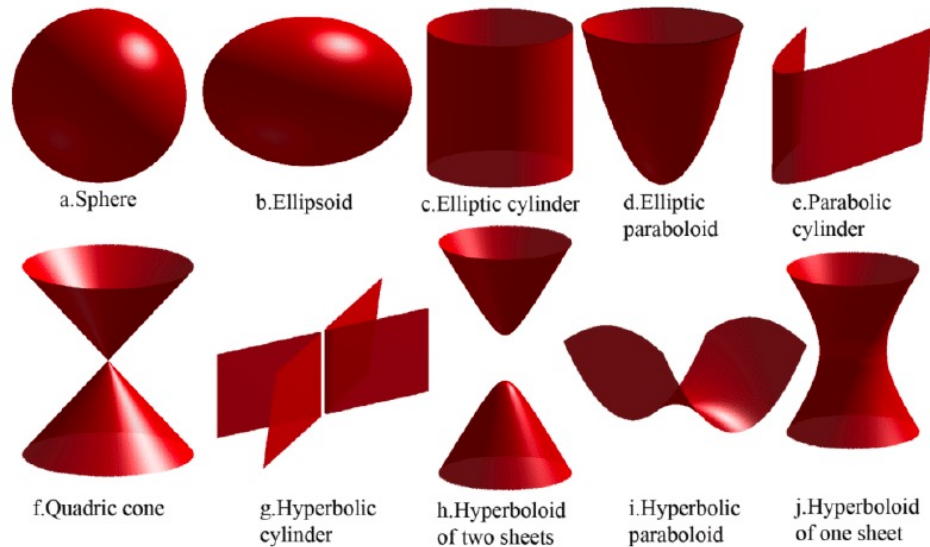 a.Sphere
b.Ellipsoid
c.Elliptic cylinder
d.Elliptic
paraboloid
e.Parabolic
cylinder
f.Quadric cone
g.Hyperbolic
cylinder
h.Hyperboloid
of two sheets
i.Hyperbolic
paraboloid
j.Hyperboloid
of one sheet